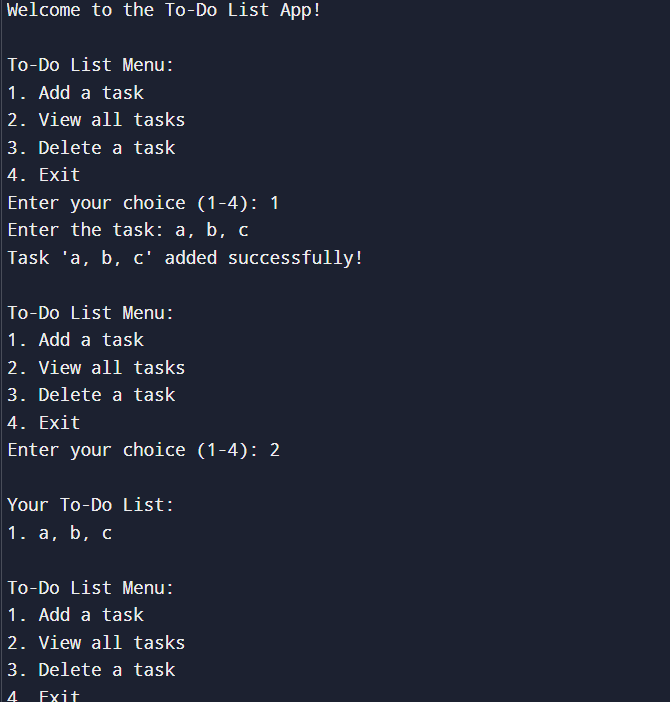 Welcome to the To-Do List App!
To-Do List Menu:
1. Add a task
2. View all tasks
3. Delete a task
4. Exit
Enter your choice (1-4): 1
Enter the task: a, b, c
Task 'a, b, c' added successfully!
To-Do List Menu:
1. Add a task
2. View all tasks
3. Delete a task
4. Exit
Enter your choice (1-4): 2
Your To-Do List:
1. a, b, c
To-Do List Menu:
1. Add a task
2. View all tasks
3. Delete a task
4. Exit